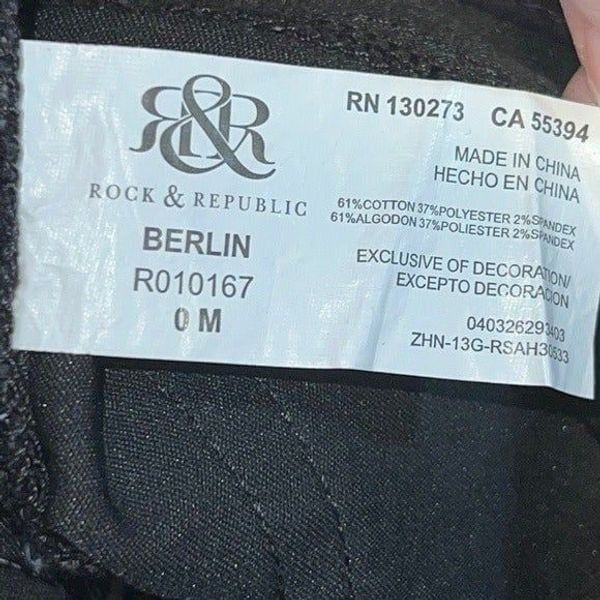 R&R
ROCK & REPUBLIC
BERLIN
R010167
0 M
RN 130273 CA 55394
MADE IN CHINA
HECHO EN CHINA
61%COTTON 37%POLYESTER 2%SPANDEX
61%ALGODON 37%POLIESTER 2%SPANDEX
EXCLUSIVE OF DECORATION/
EXCEPTO DECORACION
040326293403
ZHN-13G-RSAH30533